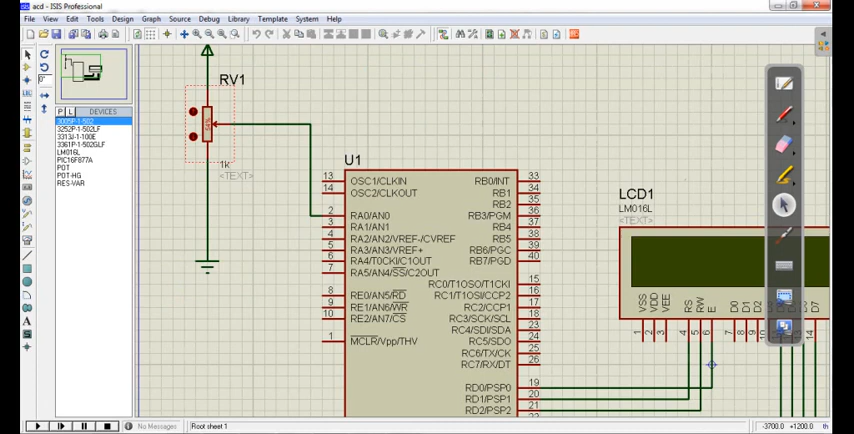 acd - ISIS Professional
File View Edit Tools Design Graph Source Debug Library Template System Help
P L DEVICES
3005P-1-502
3252P-1-502LF
3313J-1-100E
3361P-1-502GLF
LM016L
PIC16F877A
POT
POT-HG
RES-VAR
RV1
54%
1k
<TEXT>
U1
13 OSC1/CLKIN RB0/INT 33
14 OSC2/CLKOUT RB1 34
RB2 35
2 RA0/AN0 RB3/PGM 36
3 RA1/AN1 RB4 37
4 RA2/AN2/VREF-/CVREF RB5 38
5 RA3/AN3/VREF+ RB6/PGC 39
6 RA4/T0CKI/C1OUT RB7/PGD 40
7 RA5/AN4/SS/C2OUT
RC0/T1OSO/T1CKI 15
8 RE0/AN5/RD RC1/T1OSI/CCP2 16
9 RE1/AN6/WR RC2/CCP1 17
10 RE2/AN7/CS RC3/SCK/SCL 18
RC4/SDI/SDA 23
1 MCLR/Vpp/THV RC5/SDO 24
RC6/TX/CK 25
RC7/RX/DT 26
RD0/PSP0 19
RD1/PSP1 20
RD2/PSP2 21
LCD1
LM016L
<TEXT>
VSS VDD VEE RS RW E D0 D1 D2 D7
1 2 3 4 5 6 7 8 9 14
No Messages Root sheet 1 -3700.0 +1200.0 th